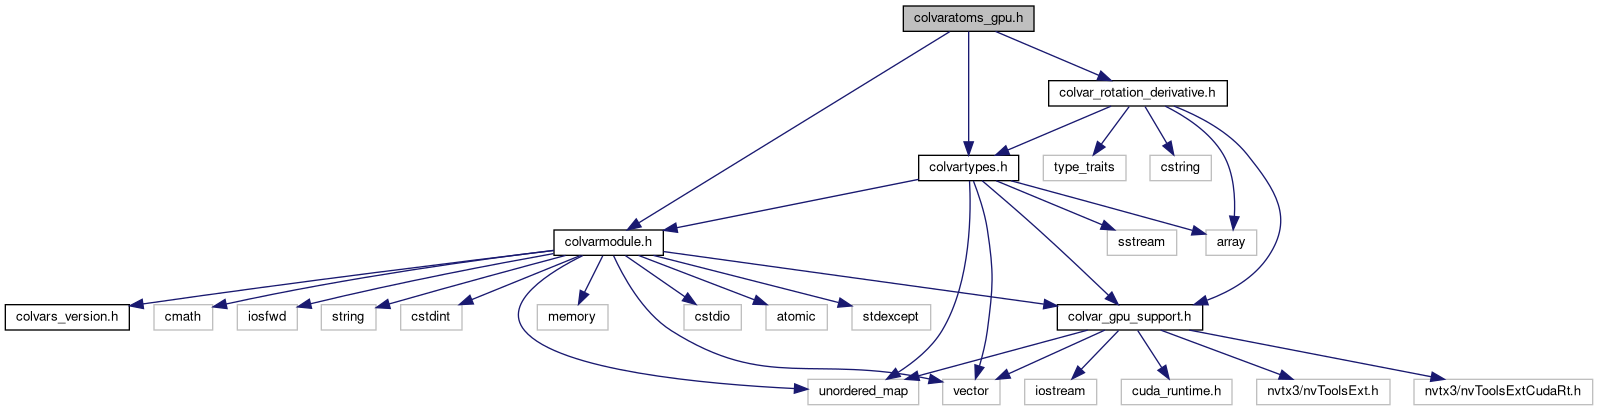 colvaratoms_gpu.h
colvar_rotation_derivative.h
colvartypes.h
type_traits
cstring
colvarmodule.h
sstream
array
colvars_version.h
cmath
iosfwd
string
cstdint
memory
cstdio
atomic
stdexcept
colvar_gpu_support.h
unordered_map
vector
iostream
cuda_runtime.h
nvtx3/nvToolsExt.h
nvtx3/nvToolsExtCudaRt.h